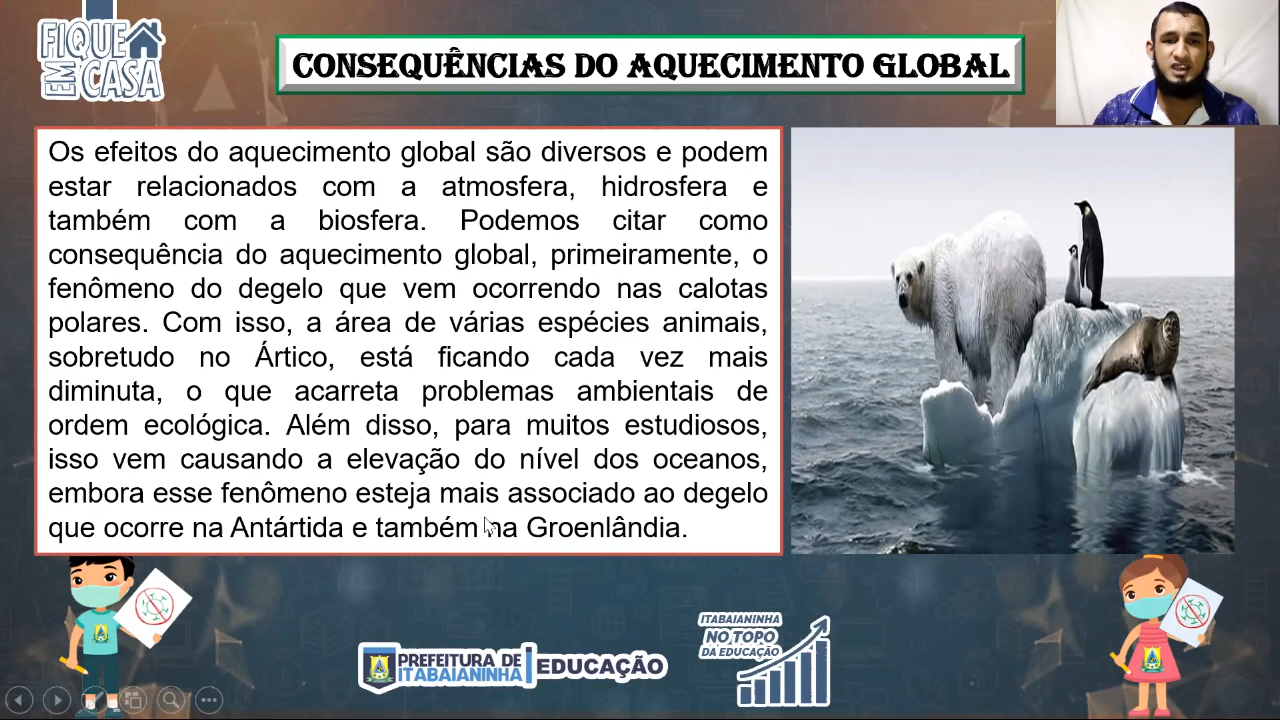 FIQUE
EM
CASA
CONSEQUÊNCIAS DO AQUECIMENTO GLOBAL
Os efeitos do aquecimento global são diversos e podem
estar relacionados com a atmosfera, hidrosfera e
também com a biosfera. Podemos citar como
consequência do aquecimento global, primeiramente, o
fenômeno do degelo que vem ocorrendo nas calotas
polares. Com isso, a área de várias espécies animais,
sobretudo no Ártico, está ficando cada vez mais
diminuta, o que acarreta problemas ambientais de
ordem ecológica. Além disso, para muitos estudiosos,
isso vem causando a elevação do nível dos oceanos,
embora esse fenômeno esteja mais associado ao degelo
que ocorre na Antártida e também na Groenlândia.
PREFEITURA DE
ITABAIANINHA
EDUCAÇÃO
ITABAIANINHA
NO TOPO
DA EDUCAÇÃO